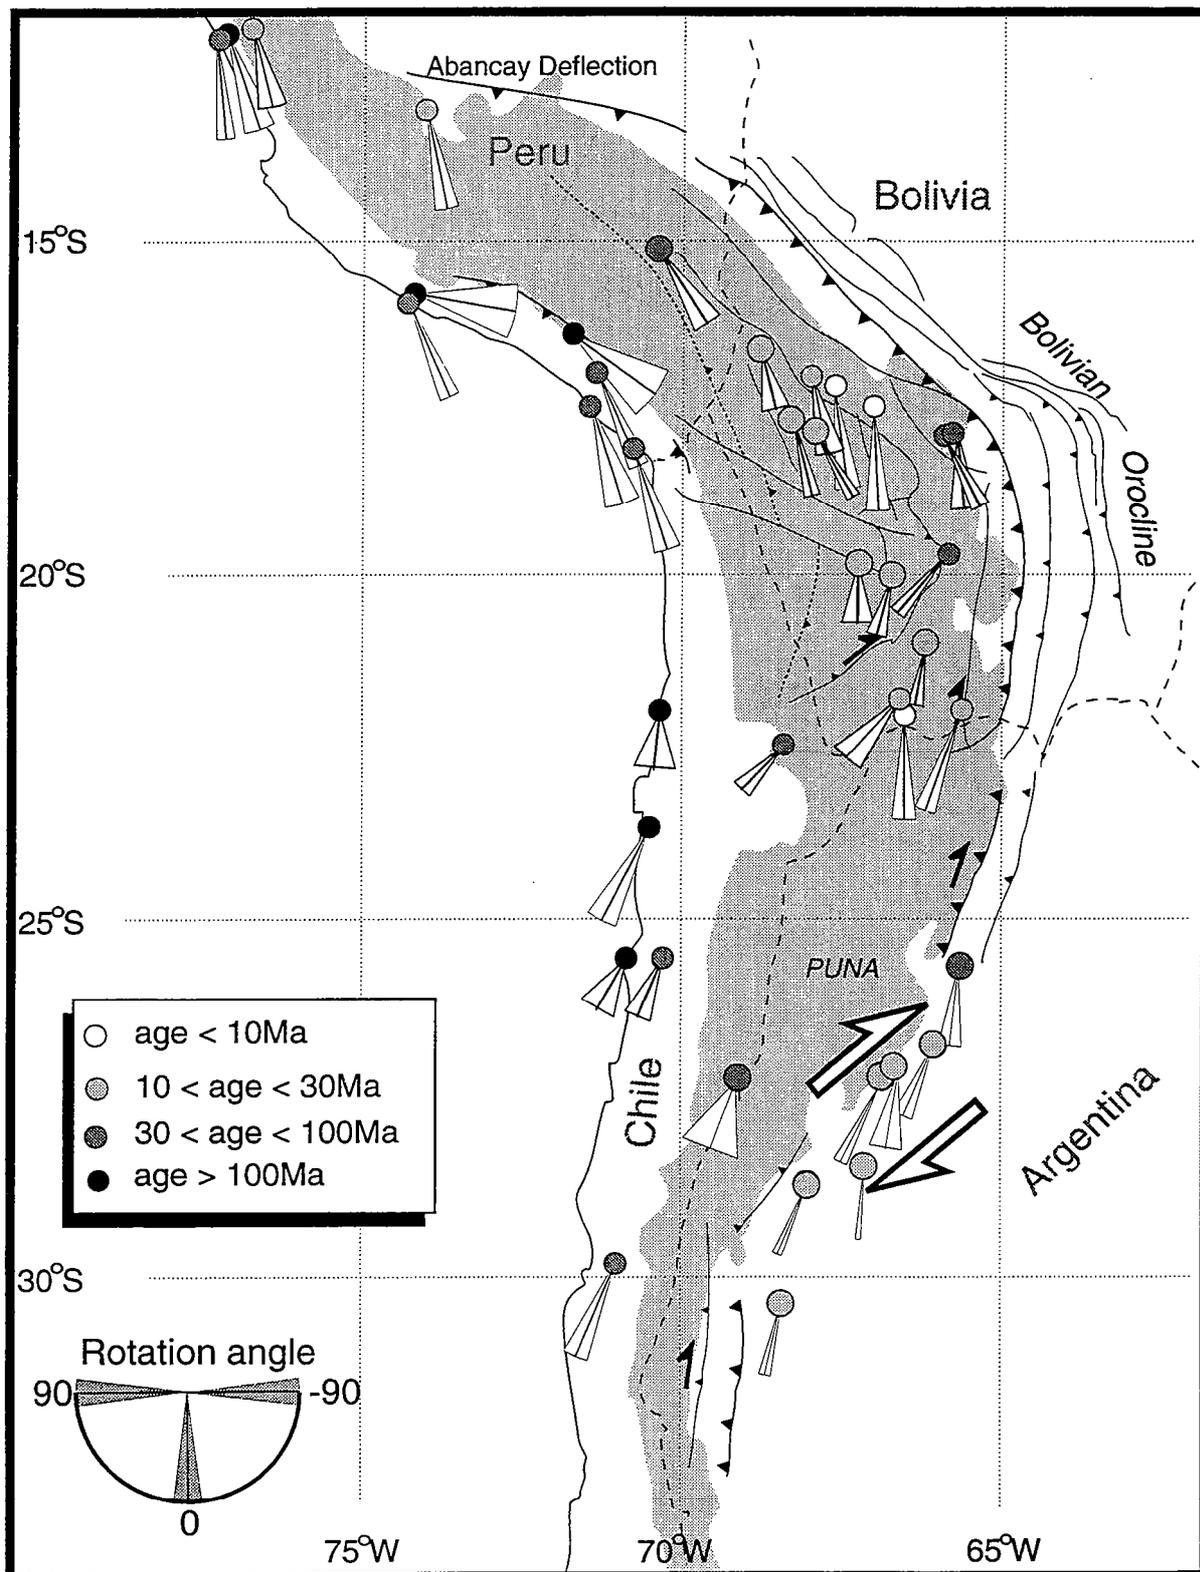 Abancay Deflection
Peru
Bolivia
15°S
Bolivian
Orocline
20°S
25°S
PUNA
age < 10Ma
10 < age < 30Ma
30 < age < 100Ma
age > 100Ma
Chile
Argentina
30°S
Rotation angle
90
-90
0
75°W
70°W
65°W